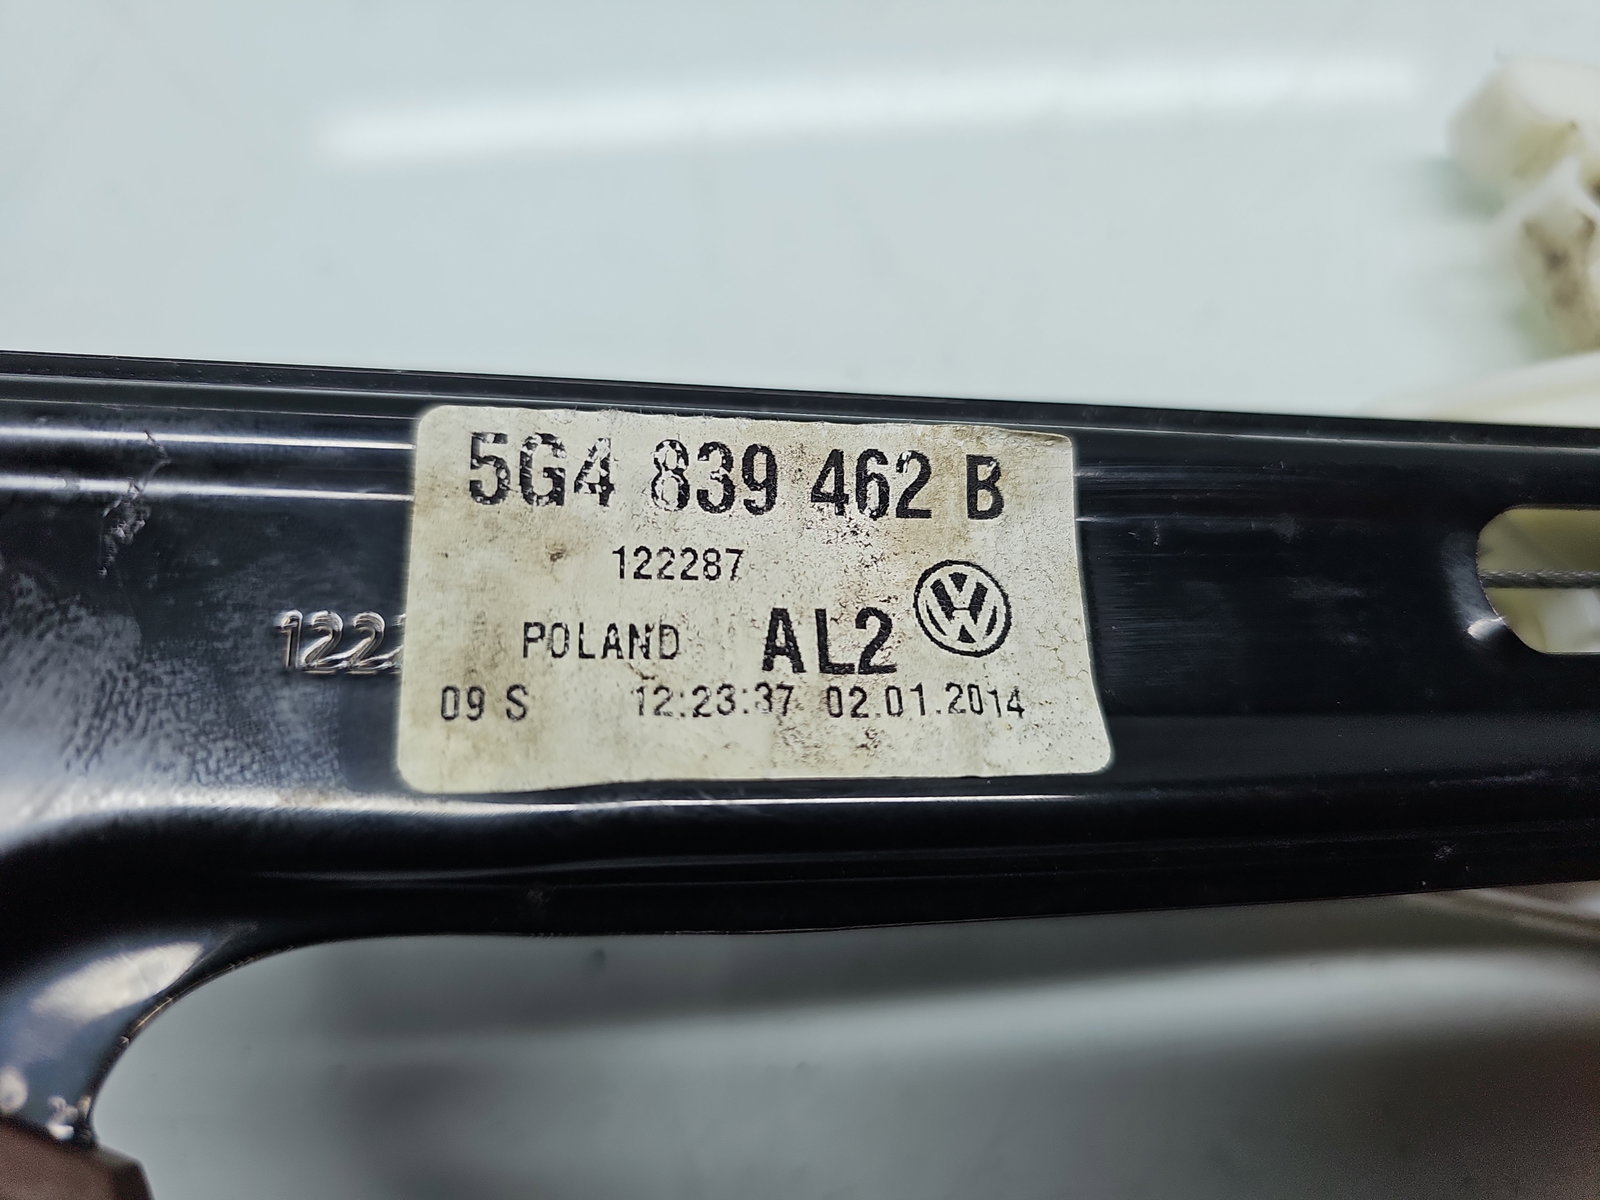 5G4 839 462 B
122287
POLAND AL2
09 S 12:23:37 02.01.2014